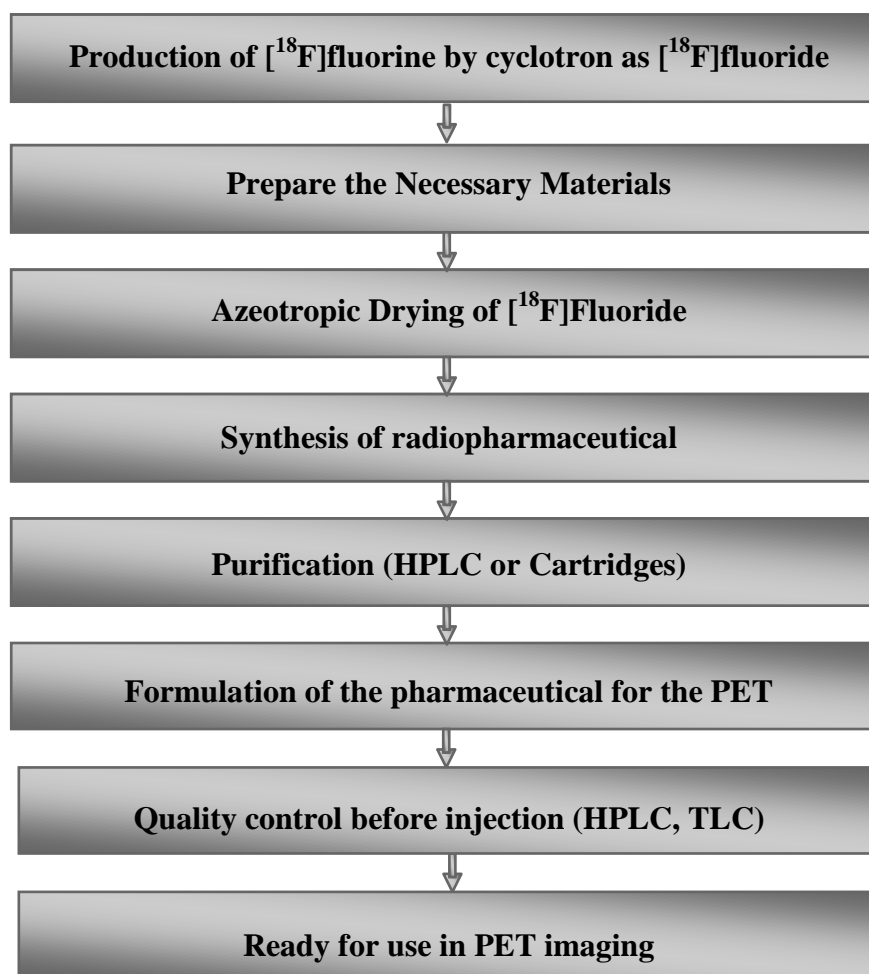 Production of [¹⁸F]fluorine by cyclotron as [¹⁸F]fluoride
Prepare the Necessary Materials
Azeotropic Drying of [¹⁸F]Fluoride
Synthesis of radiopharmaceutical
Purification (HPLC or Cartridges)
Formulation of the pharmaceutical for the PET
Quality control before injection (HPLC, TLC)
Ready for use in PET imaging